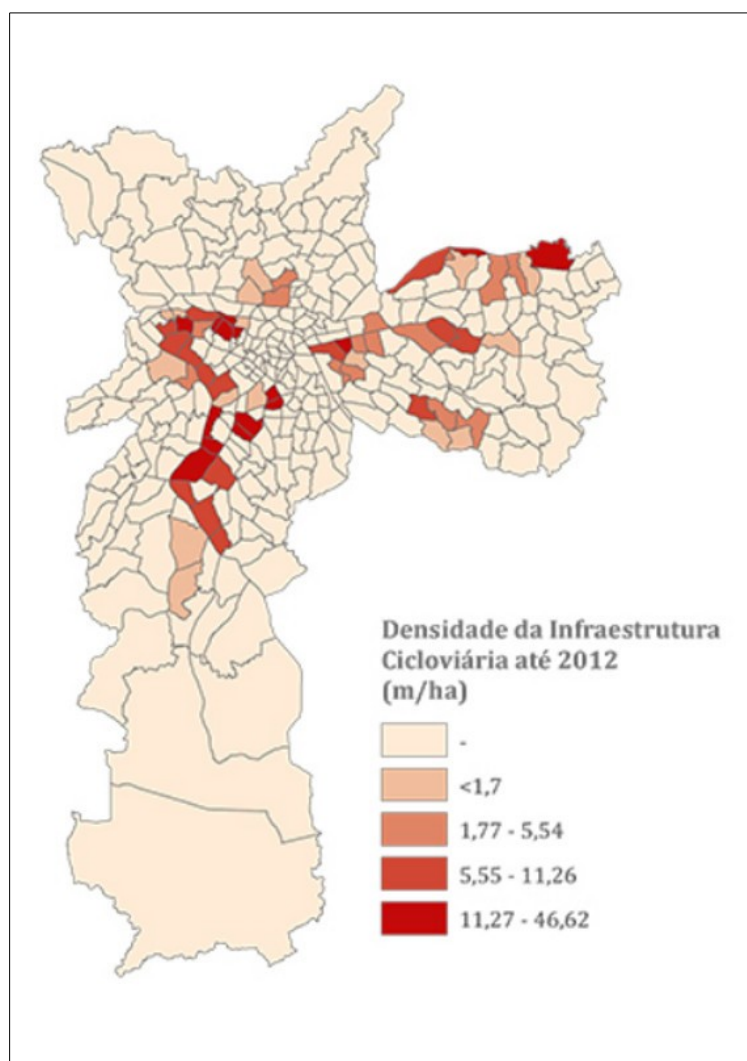 Densidade da Infraestrutura
Cicloviária até 2012
(m/ha)
-
<1,7
1,77 - 5,54
5,55 - 11,26
11,27 - 46,62